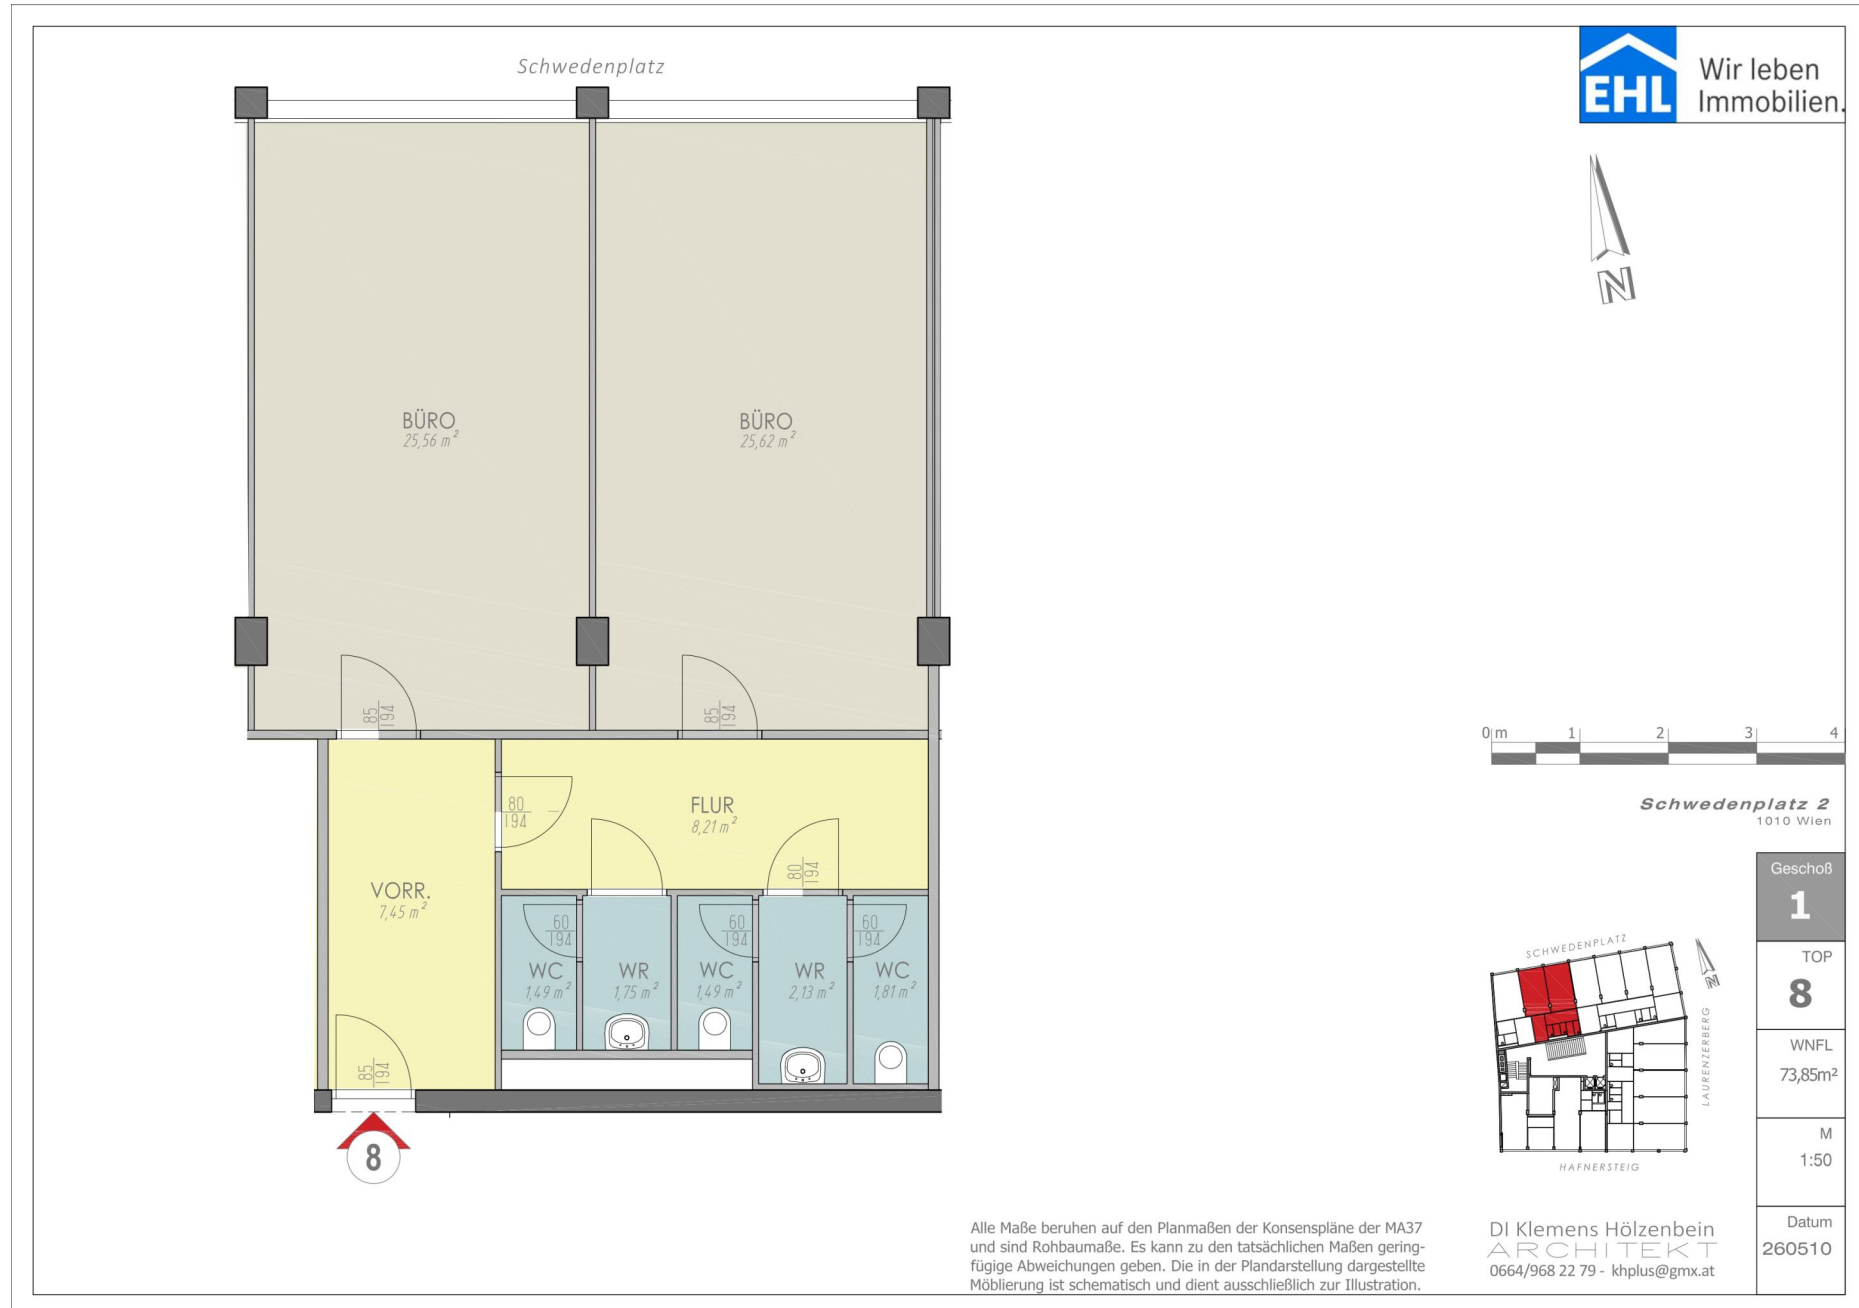 Schwedenplatz
EHL
Wir leben
Immobilien.
N
BÜRO
25,56 m²
BÜRO
25,62 m²
85
194
85
194
0 m 1 2 3 4
Schwedenplatz 2
1010 Wien
80
194
FLUR
8,21 m²
80
194
VORR.
7,45 m²
60
194
60
194
60
194
WC
1,49 m²
WR
1,75 m²
WC
1,49 m²
WR
2,13 m²
WC
1,81 m²
85
194
8
Geschoß
1
TOP
8
WNFL
73,85m²
M
1:50
Datum
260510
SCHWEDENPLATZ
N
LAURENZERBERG
HAFNERSTEIG
Alle Maße beruhen auf den Planmaßen der Konsenspläne der MA37
und sind Rohbaumaße. Es kann zu den tatsächlichen Maßen gering-
fügige Abweichungen geben. Die in der Plandarstellung dargestellte
Möblierung ist schematisch und dient ausschließlich zur Illustration.
DI Klemens Hölzenbein
ARCHITEKT
0664/968 22 79 - khplus@gmx.at